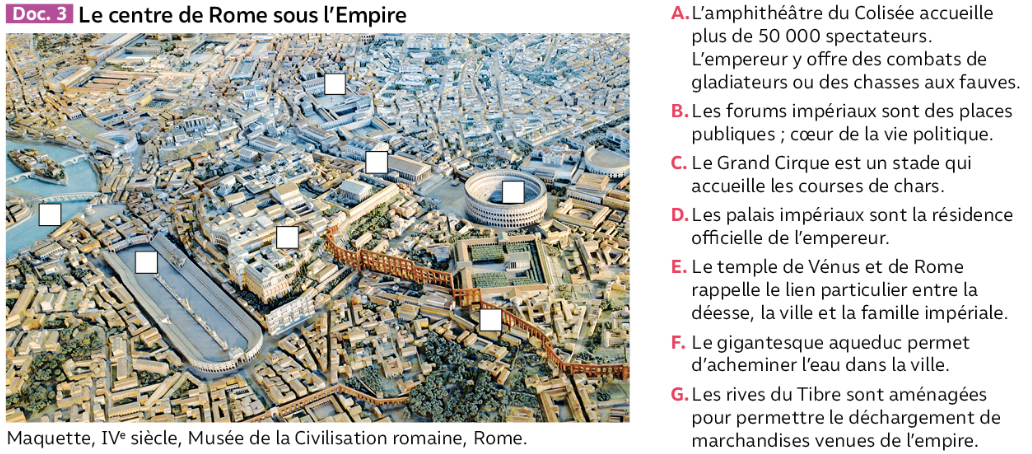 Doc. 3 Le centre de Rome sous l'Empire
Maquette, IVe siècle, Musée de la Civilisation romaine, Rome.
A. L'amphithéâtre du Colisée accueille
plus de 50 000 spectateurs.
L'empereur y offre des combats de
gladiateurs ou des chasses aux fauves.
B. Les forums impériaux sont des places
publiques ; cœur de la vie politique.
C. Le Grand Cirque est un stade qui
accueille les courses de chars.
D. Les palais impériaux sont la résidence
officielle de l'empereur.
E. Le temple de Vénus et de Rome
rappelle le lien particulier entre la
déesse, la ville et la famille impériale.
F. Le gigantesque aqueduc permet
d'acheminer l'eau dans la ville.
G. Les rives du Tibre sont aménagées
pour permettre le déchargement de
marchandises venues de l'empire.